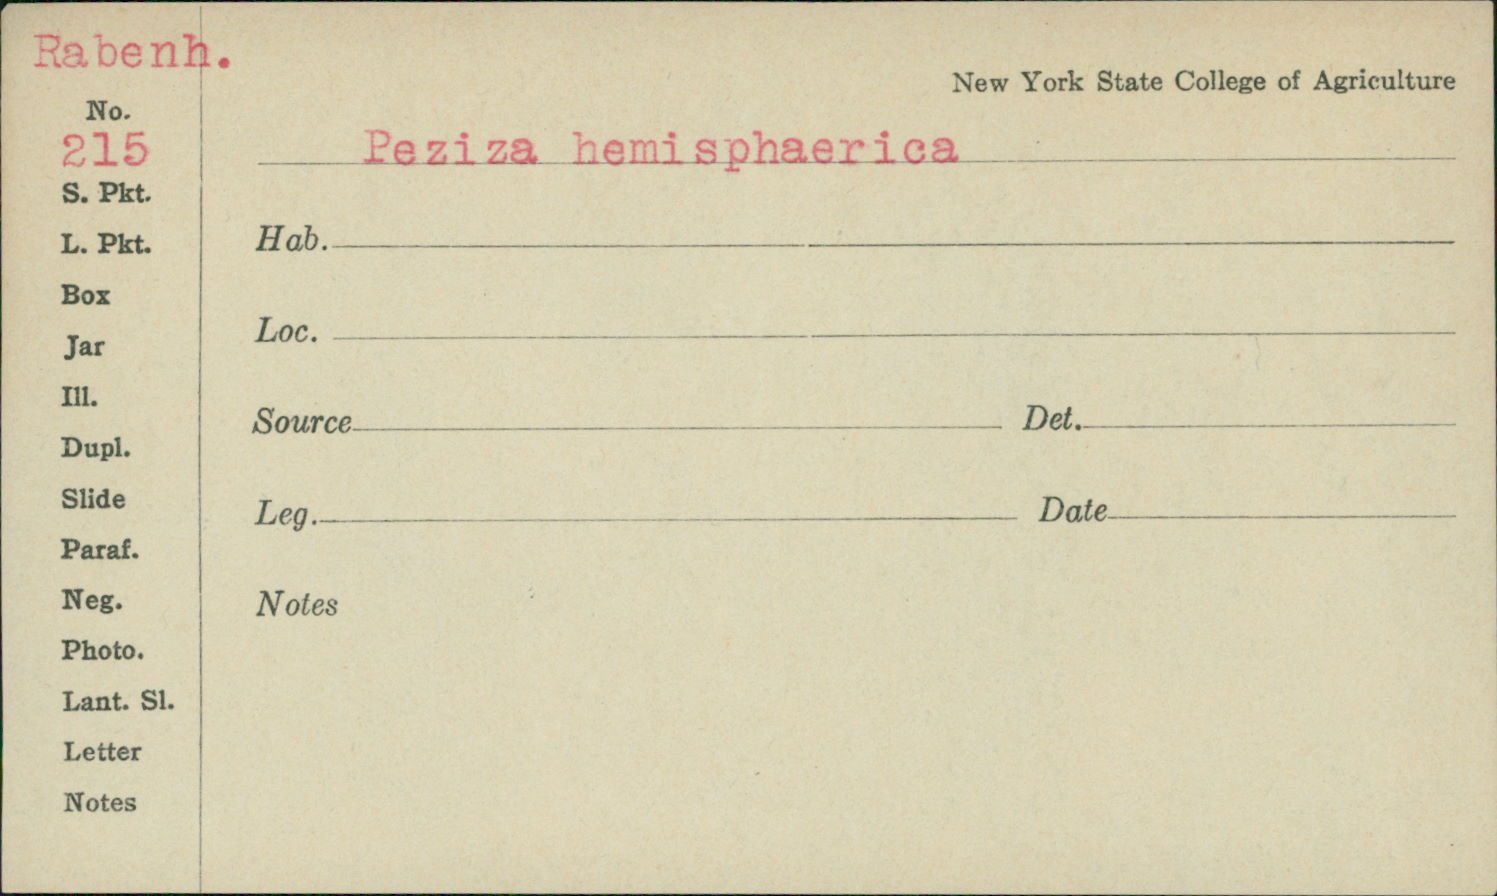 Rabenh.
New York State College of Agriculture
No.
215
Peziza hemisphaerica
S. Pkt.
L. Pkt.
Hab.
Box
Loc.
Jar
Ill.
Source Det.
Dupl.
Slide
Leg. Date
Paraf.
Neg.
Notes
Photo.
Lant. Sl.
Letter
Notes